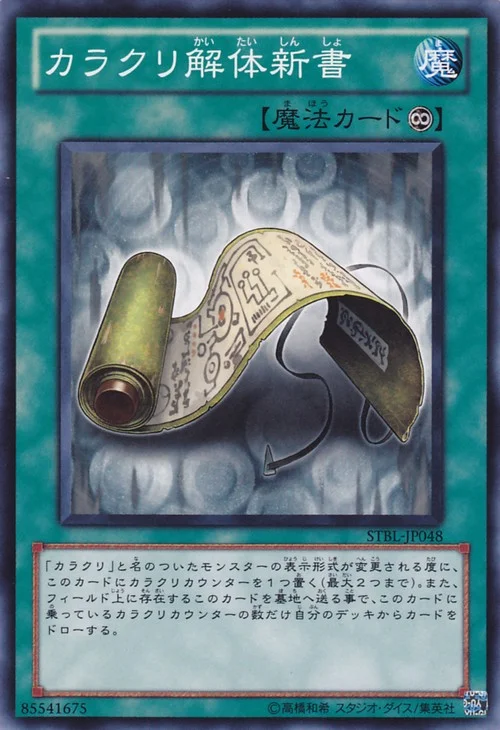 カラクリ解体新書
魔
【魔法カード∞】
STBL-JP048
「カラクリ」と名のついたモンスターの表示形式が変更される度に、
このカードにカラクリカウンターを1つ置く(最大2つまで)。また、
フィールド上に存在するこのカードを墓地へ送る事で、このカードに
乗っているカラクリカウンターの数だけ自分のデッキからカードを
ドローする。
85541675
©高橋和希 スタジオ・ダイス/集英社